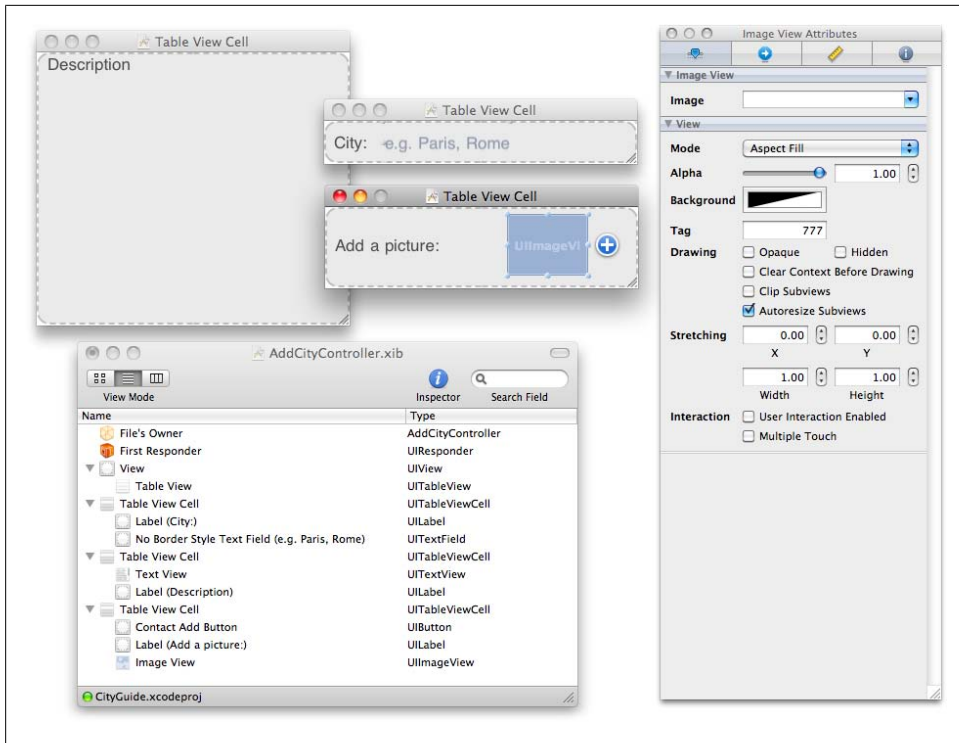 Table View Cell
Description
Table View Cell
City: e.g. Paris, Rome
Table View Cell
Add a picture: UIImageVi
AddCityController.xib
View Mode Inspector Search Field
Name Type
File's Owner AddCityController
First Responder UIResponder
View UIView
Table View UITableView
Table View Cell UITableViewCell
Label (City:) UILabel
No Border Style Text Field (e.g. Paris, Rome) UITextField
Table View Cell UITableViewCell
Text View UITextView
Label (Description) UILabel
Table View Cell UITableViewCell
Contact Add Button UIButton
Label (Add a picture:) UILabel
Image View UIImageView
CityGuide.xcodeproj
Image View Attributes
Image View
Image
View
Mode Aspect Fill
Alpha 1.00
Background
Tag 777
Drawing Opaque Hidden
Clear Context Before Drawing
Clip Subviews
Autoresize Subviews
Stretching 0.00 0.00
X Y
1.00 1.00
Width Height
Interaction User Interaction Enabled
Multiple Touch